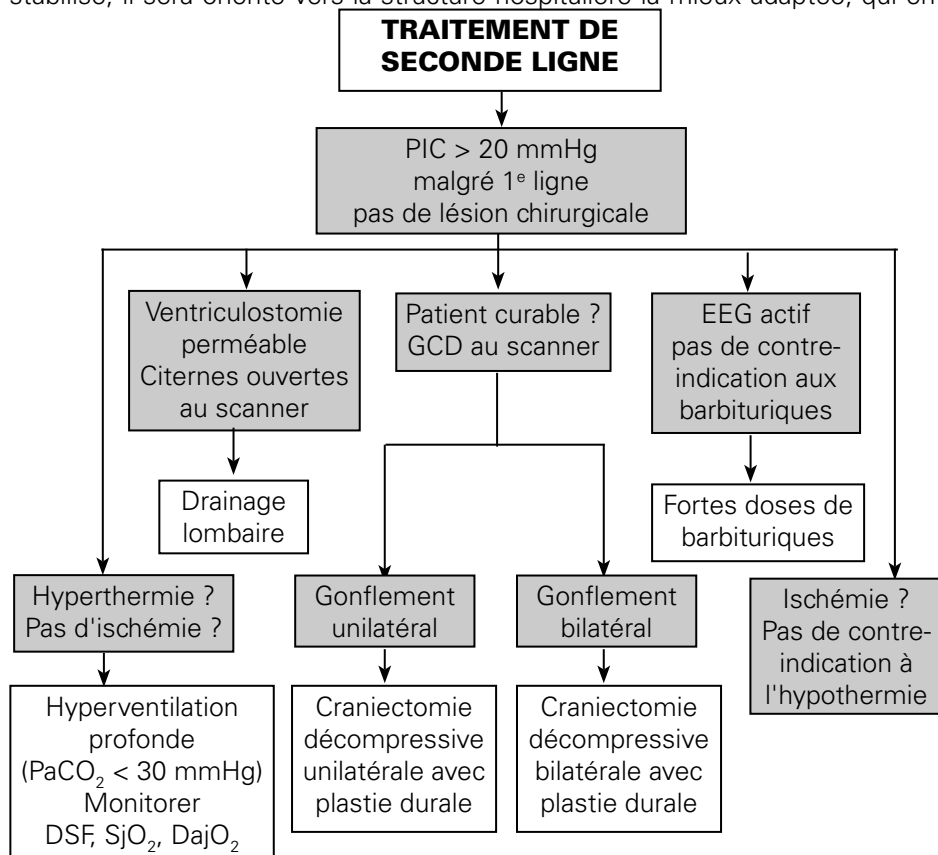 stabilisé, il sera orienté vers la structure hospitalière la mieux adaptée, qui en
TRAITEMENT DE
SECONDE LIGNE
PIC > 20 mmHg
malgré 1e ligne
pas de lésion chirurgicale
Ventriculostomie
perméable
Citernes ouvertes
au scanner
Patient curable ?
GCD au scanner
EEG actif
pas de contre-
indication aux
barbituriques
Drainage
lombaire
Fortes doses de
barbituriques
Hyperthermie ?
Pas d'ischémie ?
Gonflement
unilatéral
Gonflement
bilatéral
Ischémie ?
Pas de contre-
indication à
l'hypothermie
Hyperventilation
profonde
(PaCO2 < 30 mmHg)
Monitorer
DSF, SjO2, DajO2
Craniectomie
décompressive
unilatérale avec
plastie durale
Craniectomie
décompressive
bilatérale avec
plastie durale